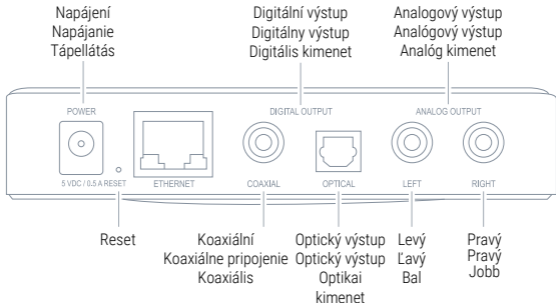 Napájení
Napájanie
Tápellátás
Digitální výstup
Digitálny výstup
Digitális kimenet
Analogový výstup
Analógový výstup
Analóg kimenet
POWER
DIGITAL OUTPUT
ANALOG OUTPUT
5 VDC / 0.5 A RESET
ETHERNET
COAXIAL
OPTICAL
LEFT
RIGHT
Reset
Koaxiální
Koaxiálne pripojenie
Koaxiális
Optický výstup
Optický výstup
Optikai
kimenet
Levý
Ľavý
Bal
Pravý
Pravý
Jobb